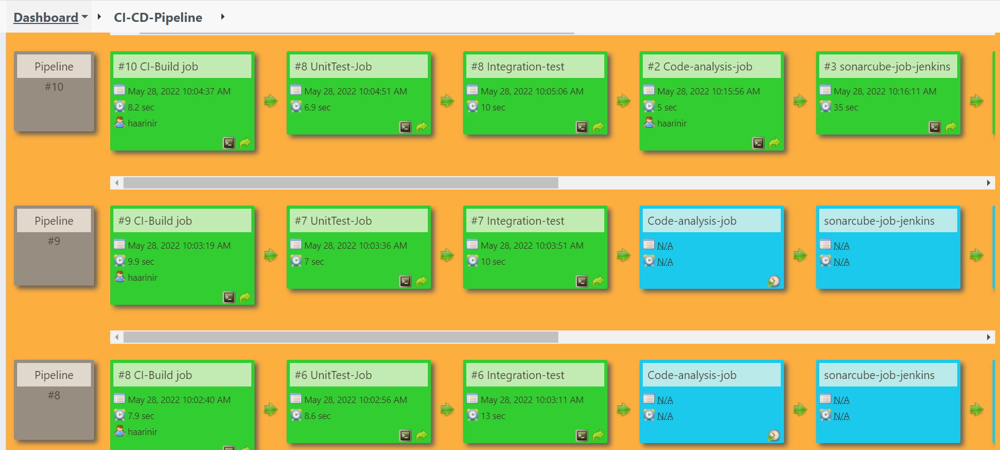 Dashboard CI-CD-Pipeline
Pipeline
#10
#10 CI-Build job
May 28, 2022 10:04:37 AM
8.2 sec
haarinir
#8 UnitTest-Job
May 28, 2022 10:04:51 AM
6.9 sec
#8 Integration-test
May 28, 2022 10:05:06 AM
10 sec
#2 Code-analysis-job
May 28, 2022 10:15:56 AM
5 sec
haarinir
#3 sonarcube-job-jenkins
May 28, 2022 10:16:11 AM
35 sec
Pipeline
#9
#9 CI-Build job
May 28, 2022 10:03:19 AM
9.9 sec
haarinir
#7 UnitTest-Job
May 28, 2022 10:03:36 AM
7 sec
#7 Integration-test
May 28, 2022 10:03:51 AM
10 sec
Code-analysis-job
N/A
N/A
sonarcube-job-jenkins
N/A
N/A
Pipeline
#8
#8 CI-Build job
May 28, 2022 10:02:40 AM
7.9 sec
haarinir
#6 UnitTest-Job
May 28, 2022 10:02:56 AM
8.6 sec
#6 Integration-test
May 28, 2022 10:03:11 AM
13 sec
Code-analysis-job
N/A
N/A
sonarcube-job-jenkins
N/A
N/A